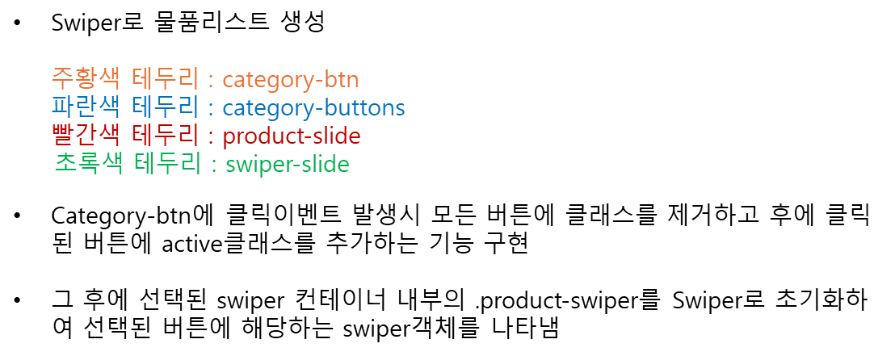 • Swiper로 물품리스트 생성
주황색 테두리 : category-btn
파란색 테두리 : category-buttons
빨간색 테두리 : product-slide
초록색 테두리 : swiper-slide
• Category-btn에 클릭이벤트 발생시 모든 버튼에 클래스를 제거하고 후에 클릭
된 버튼에 active클래스를 추가하는 기능 구현
• 그 후에 선택된 swiper 컨테이너 내부의 .product-swiper를 Swiper로 초기화하
여 선택된 버튼에 해당하는 swiper객체를 나타냄